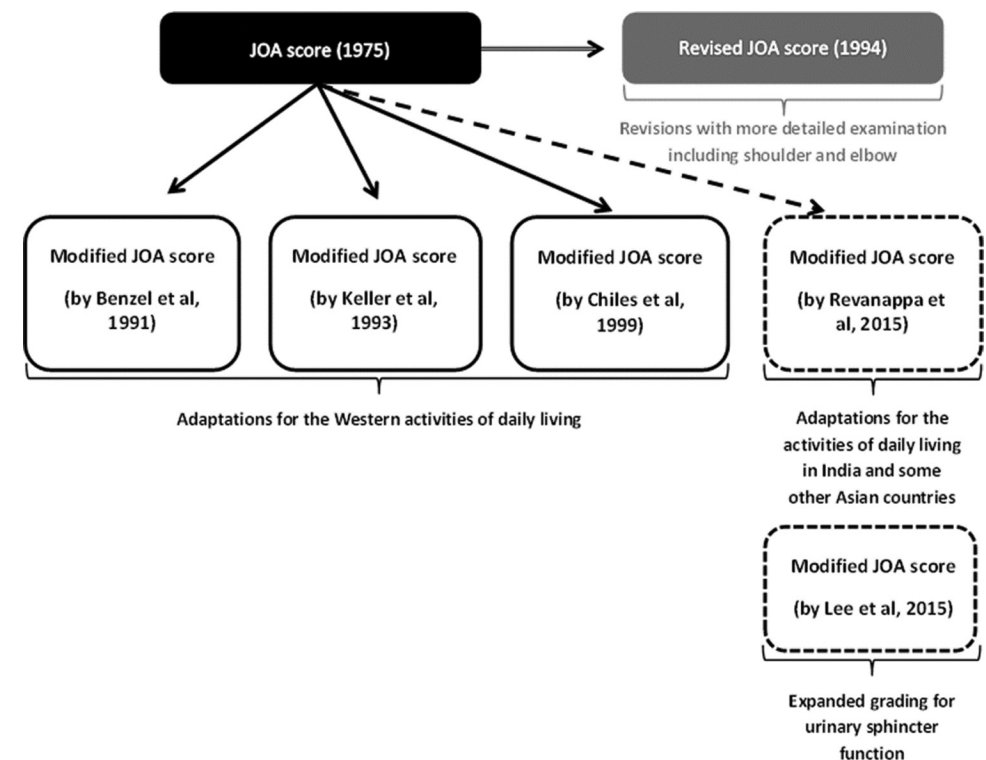 JOA score (1975)
Revised JOA score (1994)
Revisions with more detailed examination
including shoulder and elbow
Modified JOA score
(by Benzel et al,
1991)
Modified JOA score
(by Keller et al,
1993)
Modified JOA score
(by Chiles et al,
1999)
Modified JOA score
(by Revanappa et
al, 2015)
Adaptations for the Western activities of daily living
Adaptations for the
activities of daily living
in India and some
other Asian countries
Modified JOA score
(by Lee et al, 2015)
Expanded grading for
urinary sphincter
function